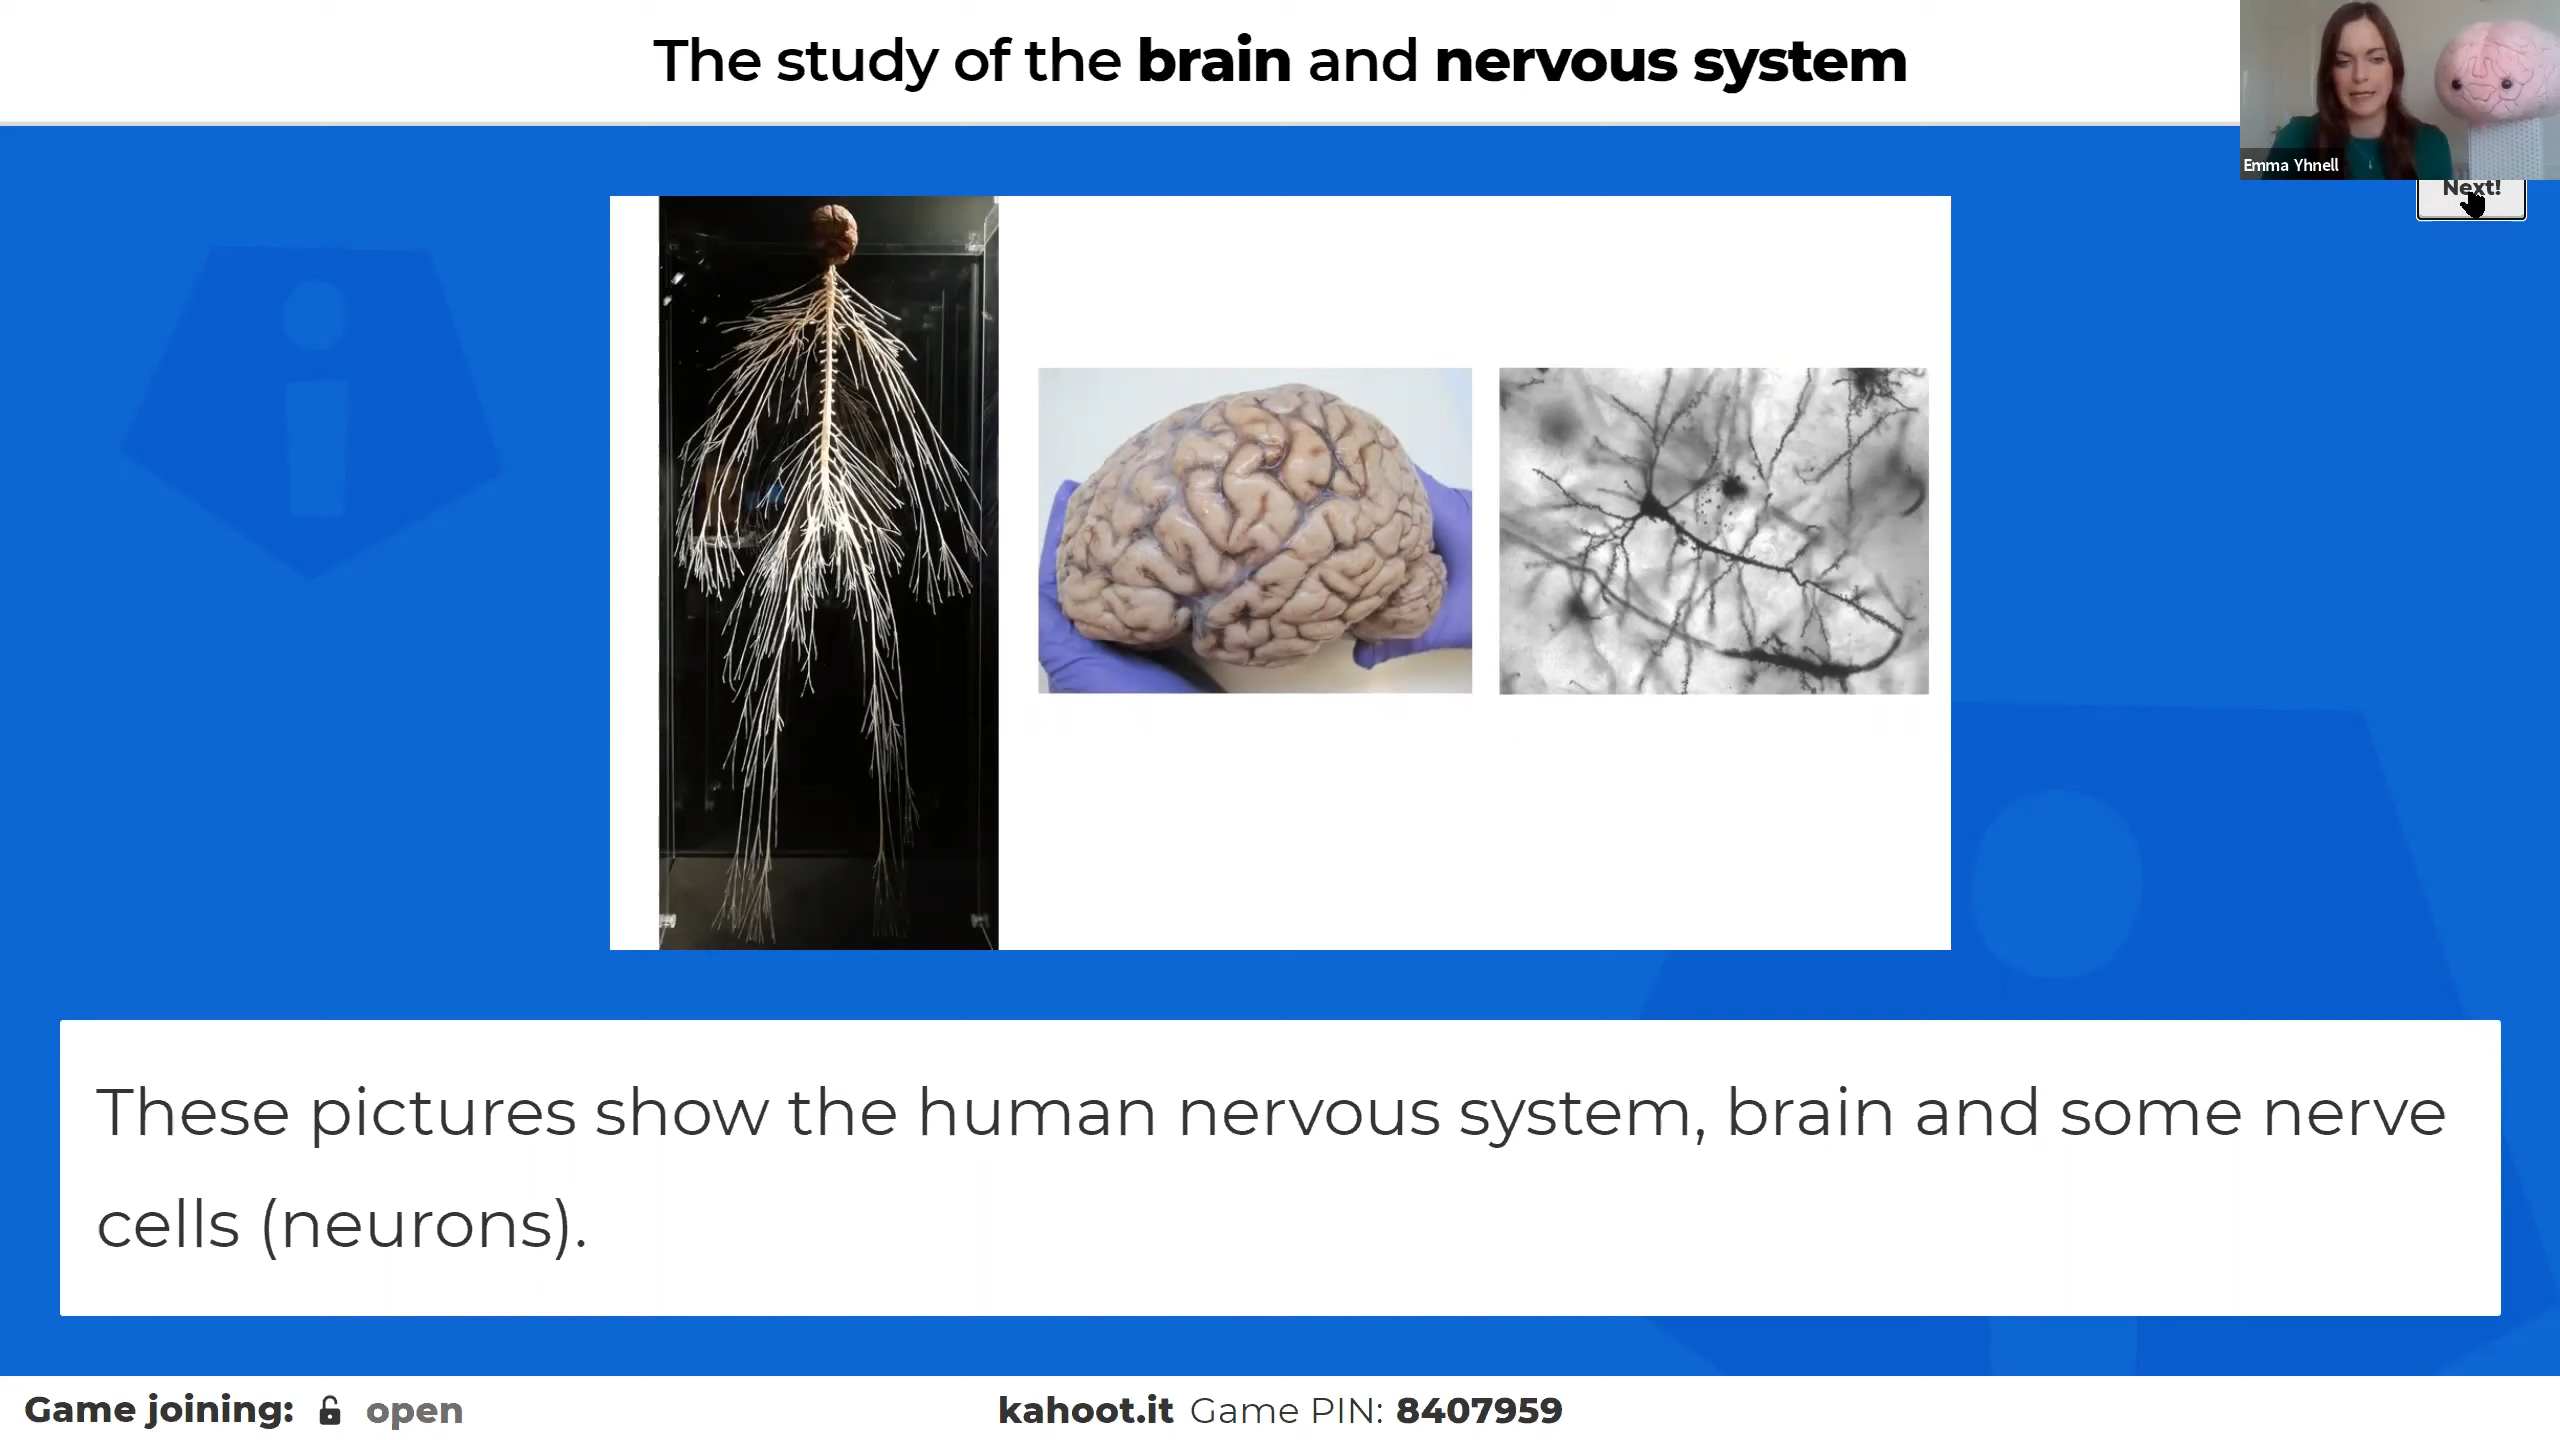 The study of the brain and nervous system
Emma Yhnell
Next!
These pictures show the human nervous system, brain and some nerve
cells (neurons).
Game joining: open
kahoot.it Game PIN: 8407959